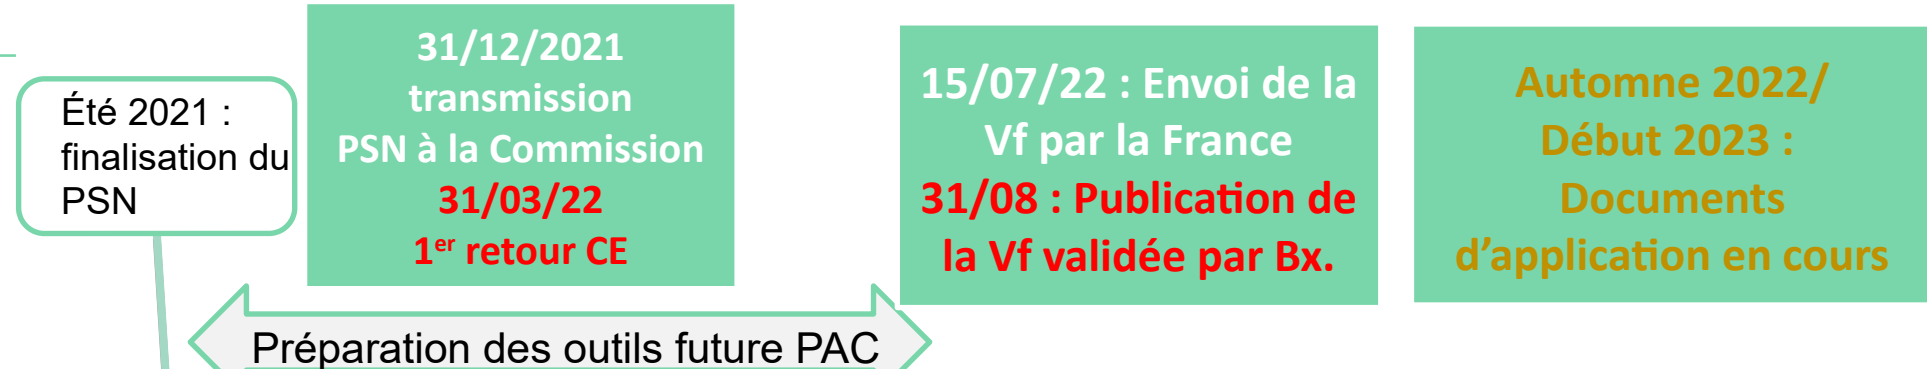 Été 2021 :
finalisation du
PSN
31/12/2021
transmission
PSN à la Commission
31/03/22
1er retour CE
15/07/22 : Envoi de la
Vf par la France
31/08 : Publication de
la Vf validée par Bx.
Automne 2022/
Début 2023 :
Documents
d’application en cours
Préparation des outils future PAC